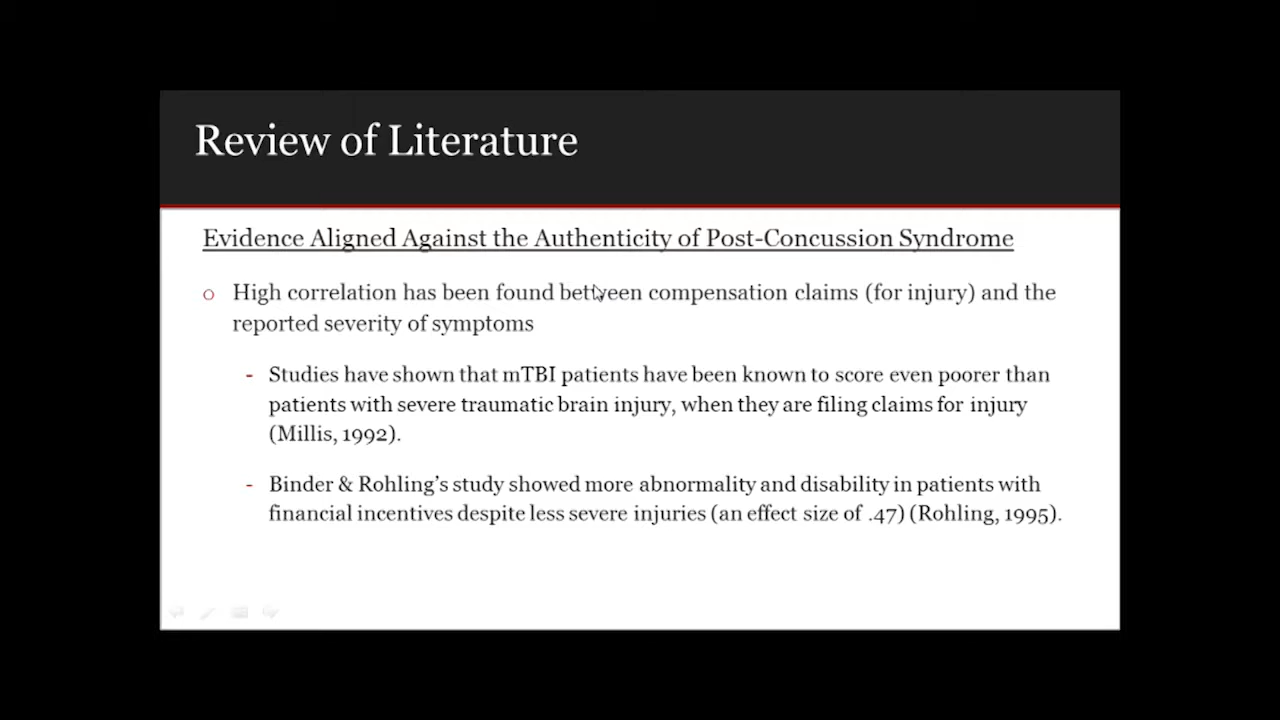 Review of Literature
Evidence Aligned Against the Authenticity of Post-Concussion Syndrome
o High correlation has been found between compensation claims (for injury) and the
reported severity of symptoms
- Studies have shown that mTBI patients have been known to score even poorer than
patients with severe traumatic brain injury, when they are filing claims for injury
(Millis, 1992).
- Binder & Rohling's study showed more abnormality and disability in patients with
financial incentives despite less severe injuries (an effect size of .47) (Rohling, 1995).